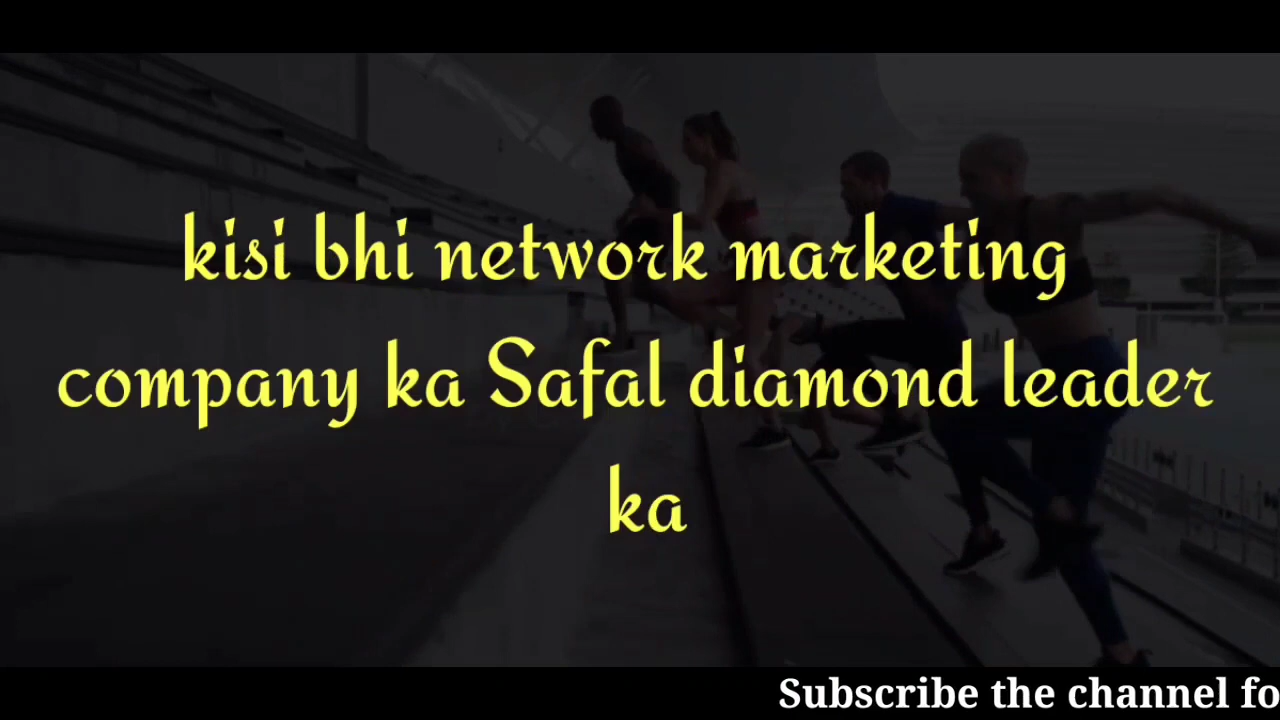 kisi bhi network marketing
company ka Safal diamond leader
ka
Subscribe the channel fo